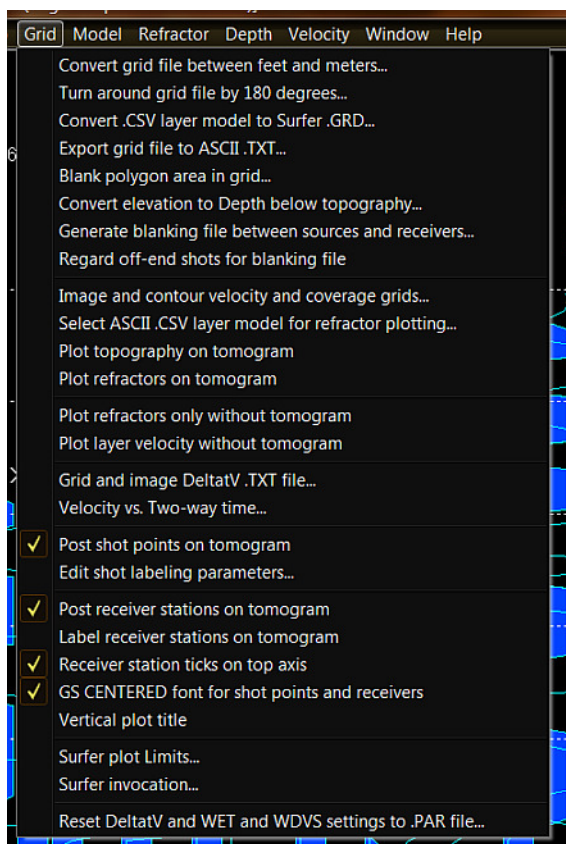 Grid Model Refractor Depth Velocity Window Help
Convert grid file between feet and meters...
Turn around grid file by 180 degrees...
Convert .CSV layer model to Surfer .GRD...
Export grid file to ASCII .TXT...
Blank polygon area in grid...
Convert elevation to Depth below topography...
Generate blanking file between sources and receivers...
Regard off-end shots for blanking file
Image and contour velocity and coverage grids...
Select ASCII .CSV layer model for refractor plotting...
Plot topography on tomogram
Plot refractors on tomogram
Plot refractors only without tomogram
Plot layer velocity without tomogram
Grid and image DeltatV .TXT file...
Velocity vs. Two-way time...
Post shot points on tomogram
Edit shot labeling parameters...
Post receiver stations on tomogram
Label receiver stations on tomogram
Receiver station ticks on top axis
GS CENTERED font for shot points and receivers
Vertical plot title
Surfer plot Limits...
Surfer invocation...
Reset DeltatV and WET and WDVS settings to .PAR file...